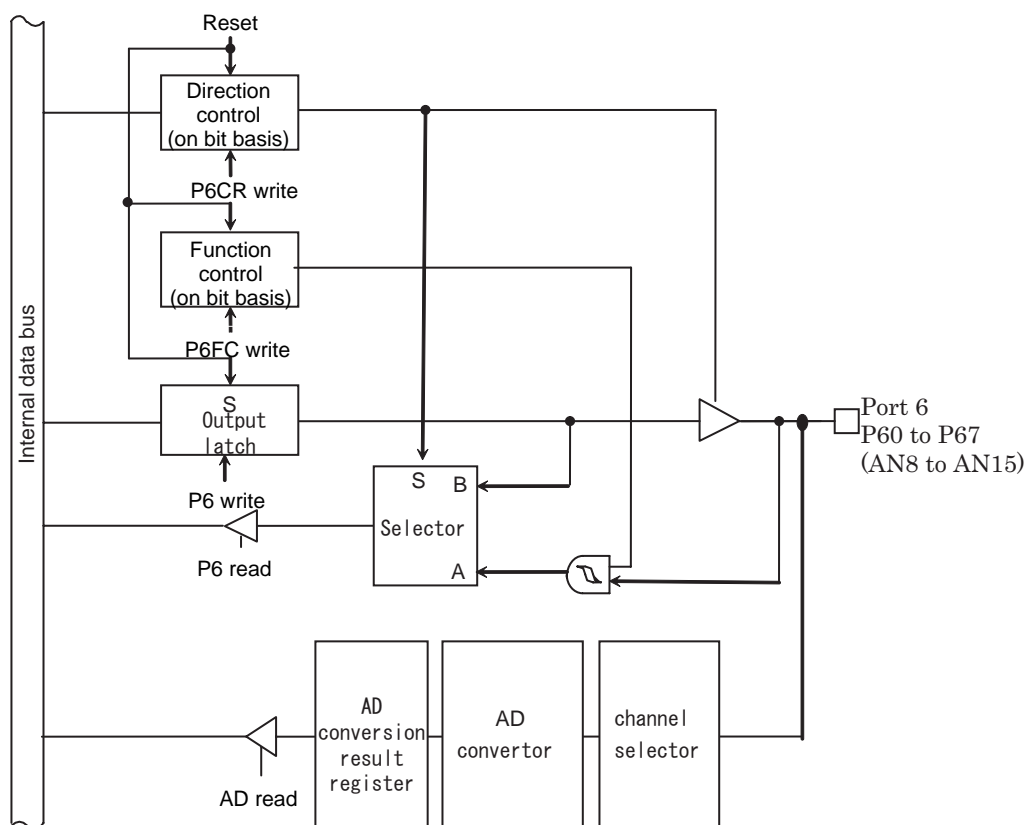 Reset
Direction
control
(on bit basis)
P6CR write
Function
control
(on bit basis)
P6FC write
Internal data bus
S
Output
latch
Port 6
P60 to P67
(AN8 to AN15)
P6 write
S
B
Selector
A
P6 read
AD
conversion
result
register
AD
convertor
channel
selector
AD read